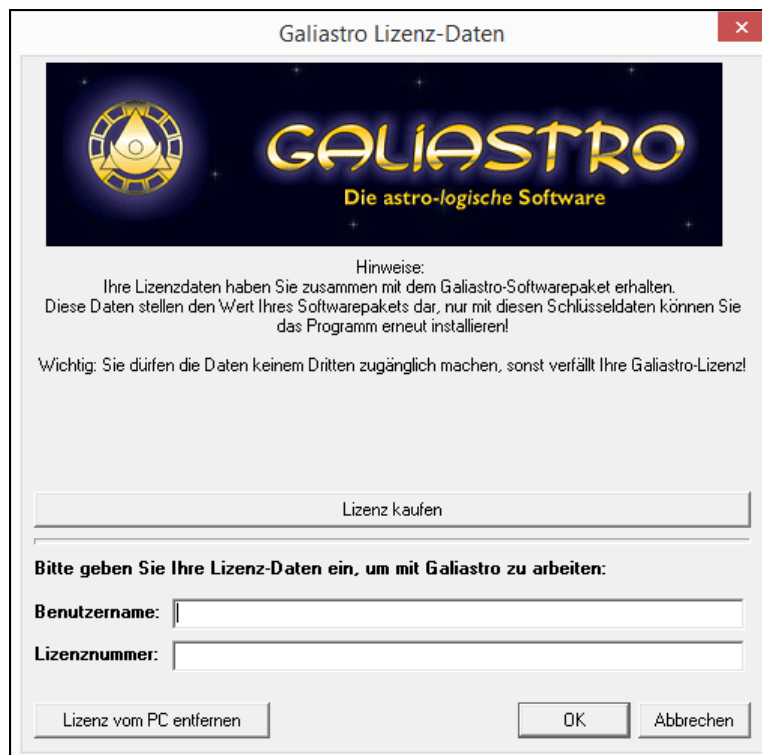 Galiastro Lizenz-Daten
GALIASTRO
Die astro-logische Software
Hinweise:
Ihre Lizenzdaten haben Sie zusammen mit dem Galiastro-Softwarepaket erhalten.
Diese Daten stellen den Wert Ihres Softwarepakets dar, nur mit diesen Schlüsseldaten können Sie
das Programm erneut installieren!
Wichtig: Sie dürfen die Daten keinem Dritten zugänglich machen, sonst verfällt Ihre Galiastro-Lizenz!
Lizenz kaufen
Bitte geben Sie Ihre Lizenz-Daten ein, um mit Galiastro zu arbeiten:
Benutzername:
Lizenznummer:
Lizenz vom PC entfernen OK Abbrechen